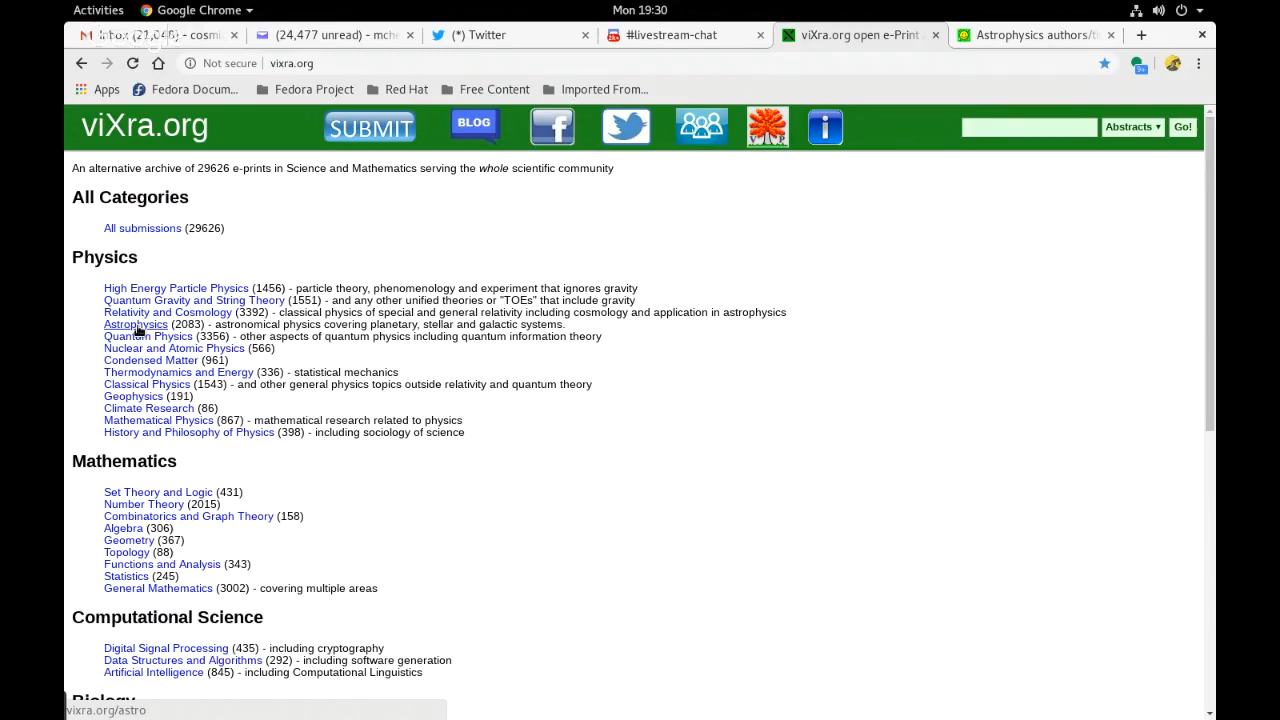 Activities
Google Chrome
Mon 19:30
cosmi
(24,477 unread) - mche
(*) Twitter
#livestream-chat
viXra.org open e-Print
Astrophysics authors/ti
Not secure
vixra.org
9+
Apps
Fedora Docum...
Fedora Project
Red Hat
Free Content
Imported From...
viXra.org
SUBMIT
BLOG
Abstracts
Go!
An alternative archive of 29626 e-prints in Science and Mathematics serving the whole scientific community
All Categories
All submissions (29626)
Physics
High Energy Particle Physics (1456) - particle theory, phenomenology and experiment that ignores gravity
Quantum Gravity and String Theory (1551) - and any other unified theories or "TOEs" that include gravity
Relativity and Cosmology (3392) - classical physics of special and general relativity including cosmology and application in astrophysics
Astrophysics (2083) - astronomical physics covering planetary, stellar and galactic systems.
Quantum Physics (3356) - other aspects of quantum physics including quantum information theory
Nuclear and Atomic Physics (566)
Condensed Matter (961)
Thermodynamics and Energy (336) - statistical mechanics
Classical Physics (1543) - and other general physics topics outside relativity and quantum theory
Geophysics (191)
Climate Research (86)
Mathematical Physics (867) - mathematical research related to physics
History and Philosophy of Physics (398) - including sociology of science
Mathematics
Set Theory and Logic (431)
Number Theory (2015)
Combinatorics and Graph Theory (158)
Algebra (306)
Geometry (367)
Topology (88)
Functions and Analysis (343)
Statistics (245)
General Mathematics (3002) - covering multiple areas
Computational Science
Digital Signal Processing (435) - including cryptography
Data Structures and Algorithms (292) - including software generation
Artificial Intelligence (845) - including Computational Linguistics
Biology
vixra.org/astro